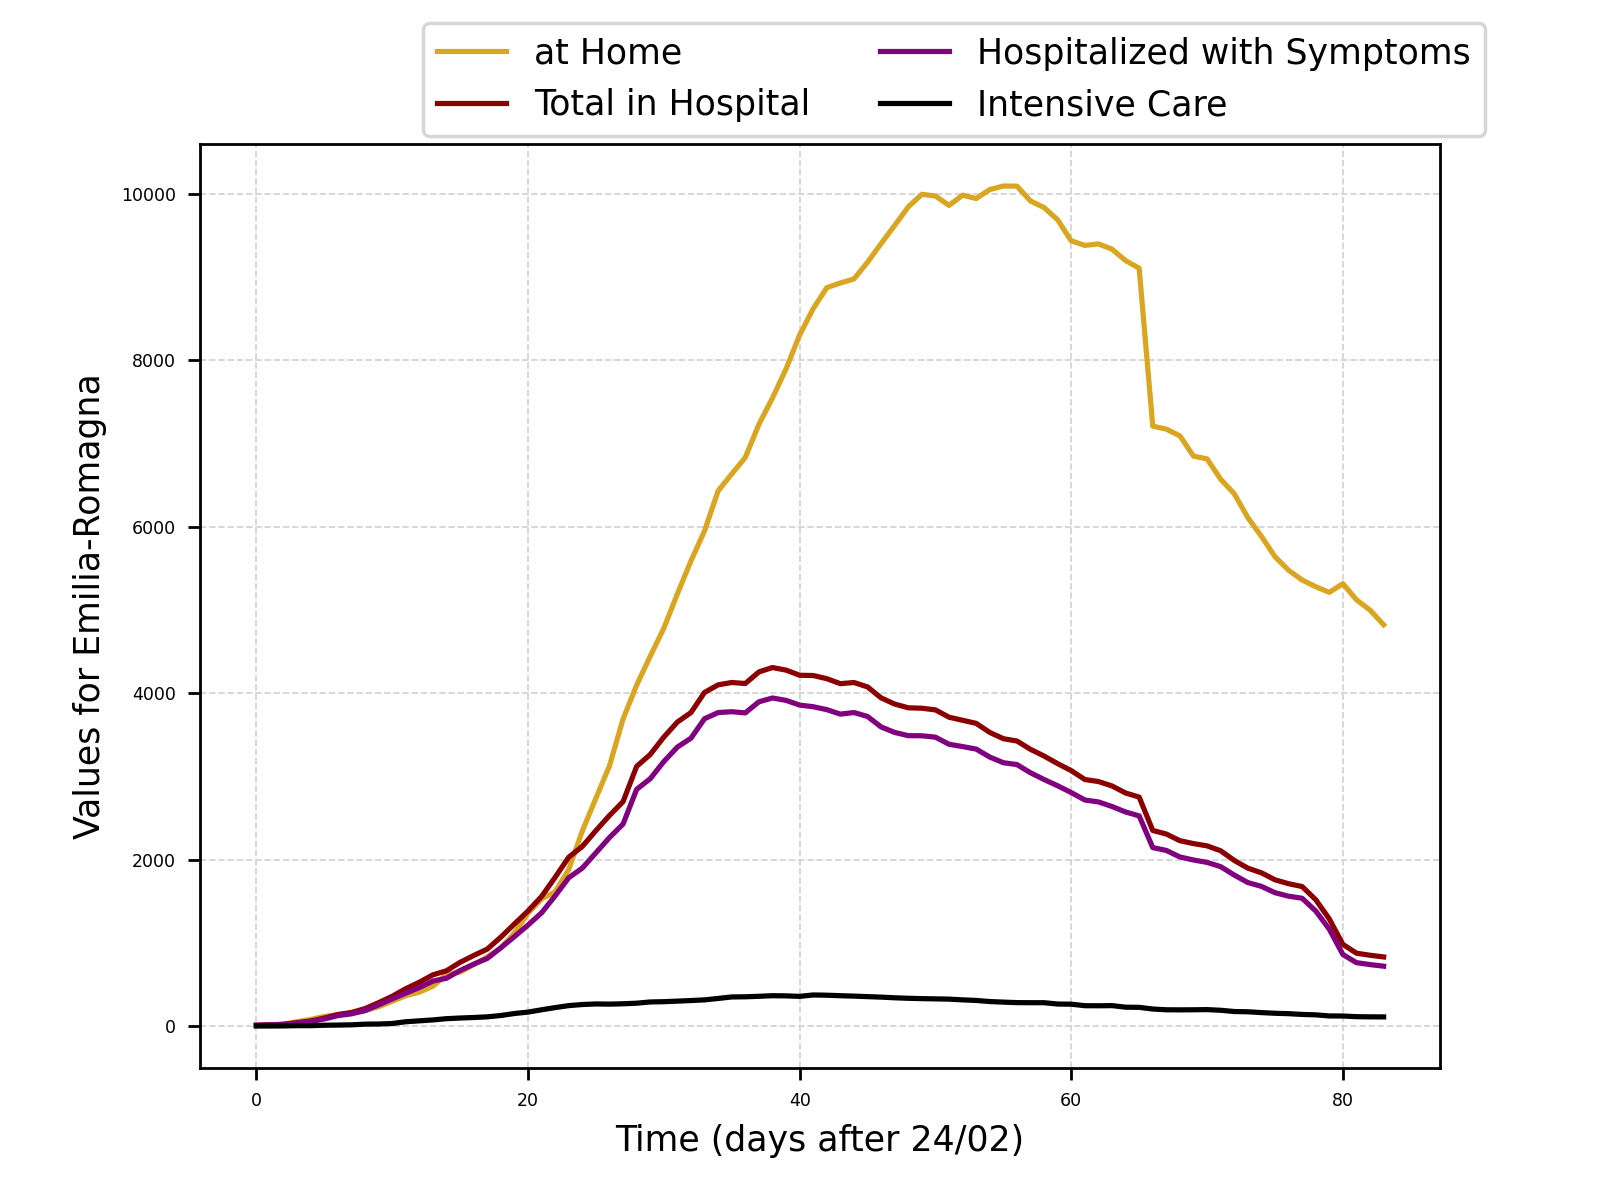 at Home
Total in Hospital
Hospitalized with Symptoms
Intensive Care
Values for Emilia-Romagna
10000
8000
6000
4000
2000
0
0 20 40 60 80
Time (days after 24/02)